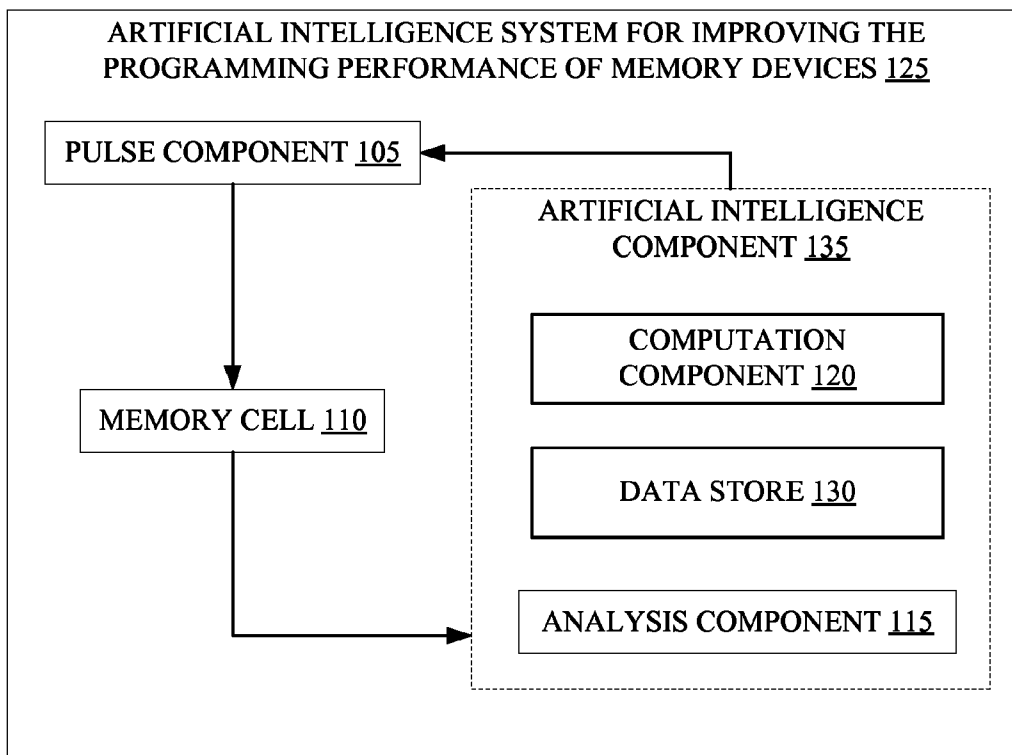 ARTIFICIAL INTELLIGENCE SYSTEM FOR IMPROVING THE
PROGRAMMING PERFORMANCE OF MEMORY DEVICES 125
PULSE COMPONENT 105
ARTIFICIAL INTELLIGENCE
COMPONENT 135
COMPUTATION
COMPONENT 120
MEMORY CELL 110
DATA STORE 130
ANALYSIS COMPONENT 115